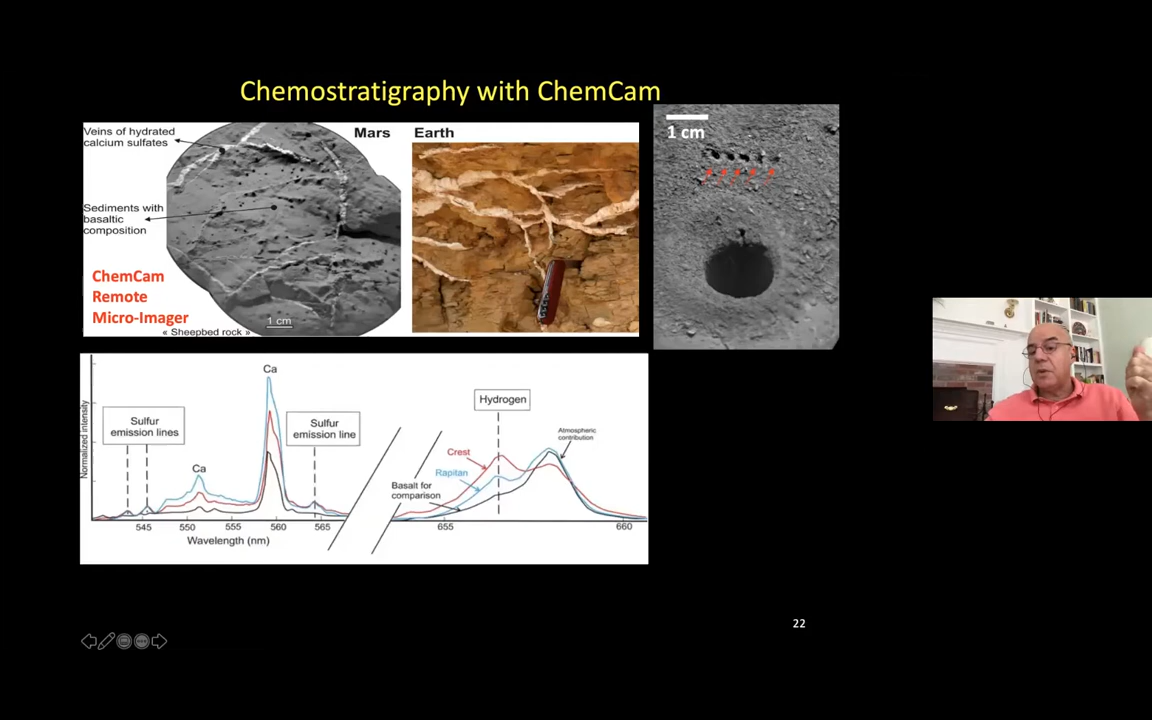 Chemostratigraphy with ChemCam
Veins of hydrated
calcium sulfates
Mars
Earth
Sediments with
basaltic
composition
ChemCam
Remote
Micro-Imager
1 cm
« Sheepbed rock »
1 cm
Normalized intensity
Sulfur
emission lines
Ca
Ca
Sulfur
emission line
545
550
555
560
565
Wavelength (nm)
Hydrogen
Crest
Rapitan
Basalt for
comparison
Atmospheric
contribution
655
660
22